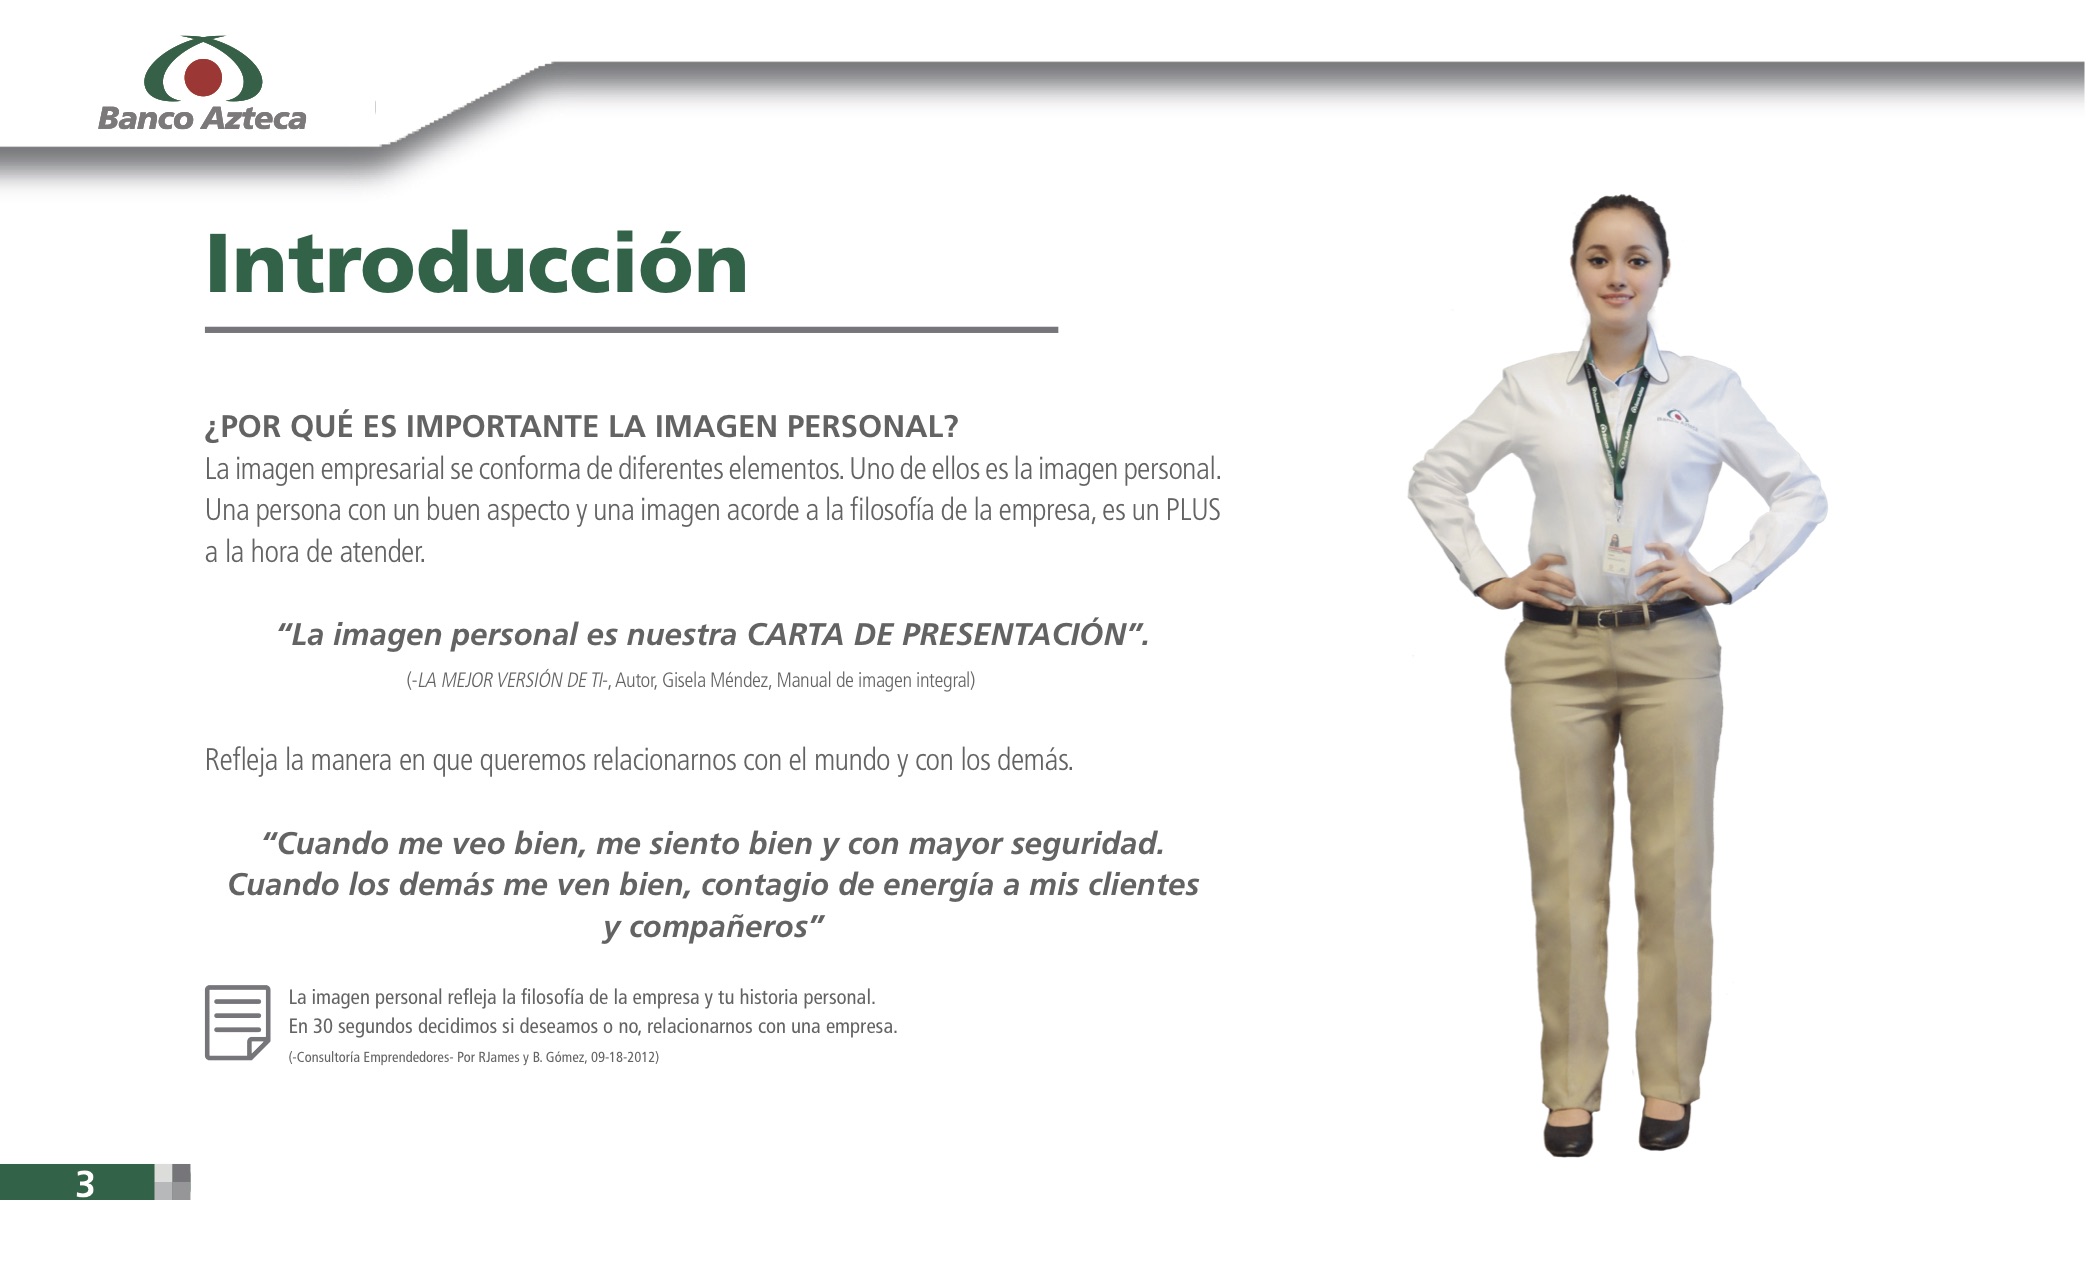 Banco Azteca
Introducción
¿POR QUÉ ES IMPORTANTE LA IMAGEN PERSONAL?
La imagen empresarial se conforma de diferentes elementos. Uno de ellos es la imagen personal.
Una persona con un buen aspecto y una imagen acorde a la filosofía de la empresa, es un PLUS
a la hora de atender.
“La imagen personal es nuestra CARTA DE PRESENTACIÓN”.
(-LA MEJOR VERSIÓN DE TI-, Autor, Gisela Méndez, Manual de imagen integral)
Refleja la manera en que queremos relacionarnos con el mundo y con los demás.
“Cuando me veo bien, me siento bien y con mayor seguridad.
Cuando los demás me ven bien, contagio de energía a mis clientes
y compañeros”
La imagen personal refleja la filosofía de la empresa y tu historia personal.
En 30 segundos decidimos si deseamos o no, relacionarnos con una empresa.
(-Consultoría Emprendedores- Por RJames y B. Gómez, 09-18-2012)
3